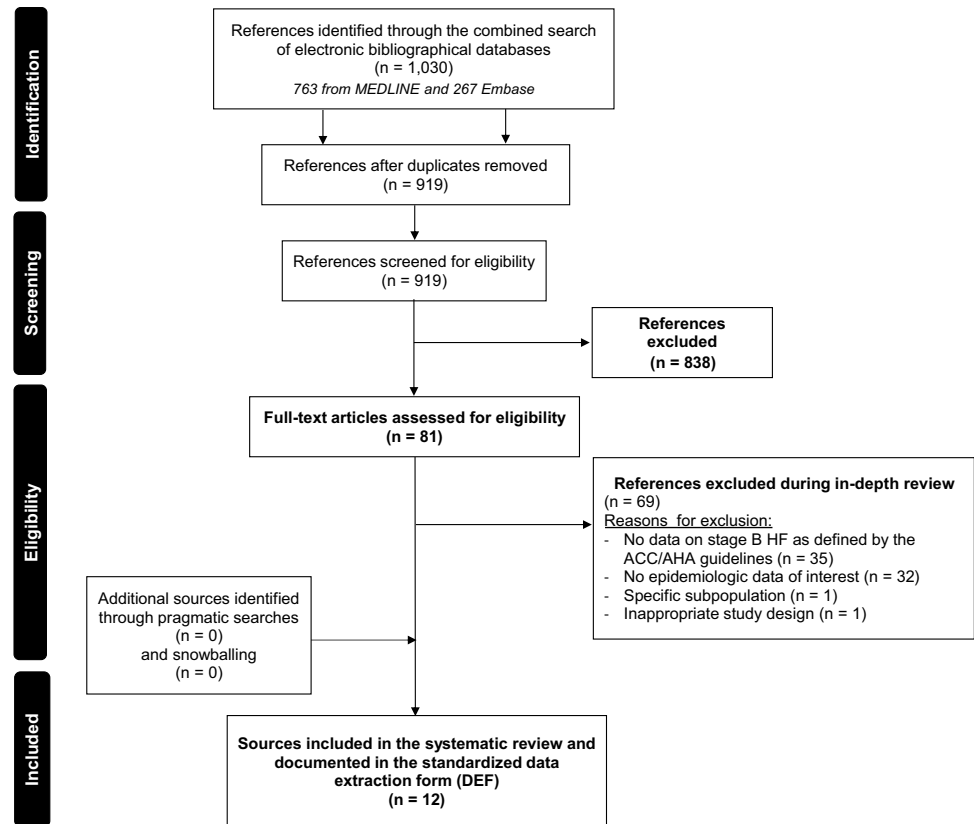 Identification
References identified through the combined search
of electronic bibliographical databases
(n = 1,030)
763 from MEDLINE and 267 Embase
References after duplicates removed
(n = 919)
Screening
References screened for eligibility
(n = 919)
References
excluded
(n = 838)
Eligibility
Full-text articles assessed for eligibility
(n = 81)
References excluded during in-depth review
(n = 69)
Reasons for exclusion:
- No data on stage B HF as defined by the
ACC/AHA guidelines (n = 35)
- No epidemiologic data of interest (n = 32)
- Specific subpopulation (n = 1)
- Inappropriate study design (n = 1)
Additional sources identified
through pragmatic searches
(n = 0)
and snowballing
(n = 0)
Included
Sources included in the systematic review and
documented in the standardized data
extraction form (DEF)
(n = 12)